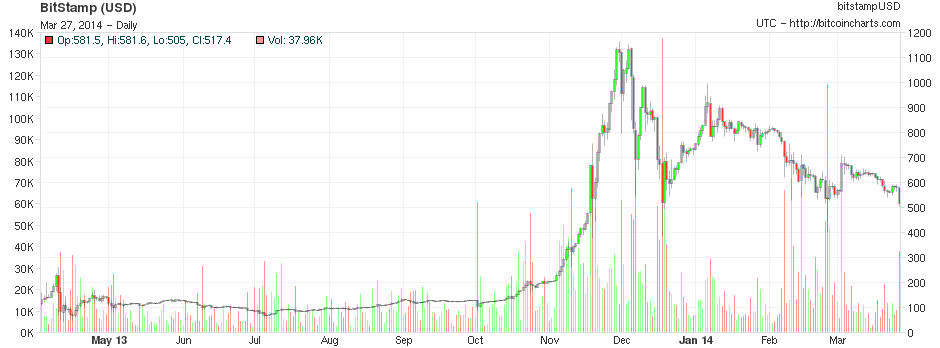 BitStamp (USD)
bitstampUSD
Mar 27, 2014 – Daily
UTC – http://bitcoincharts.com
Op:581.5, Hi:581.6, Lo:505, Cl:517.4
Vol: 37.96K
140K
130K
120K
110K
100K
90K
80K
70K
60K
50K
40K
30K
20K
10K
0K
1200
1100
1000
900
800
700
600
500
400
300
200
100
0
May 13
Jun
Jul
Aug
Sep
Oct
Nov
Dec
Jan 14
Feb
Mar